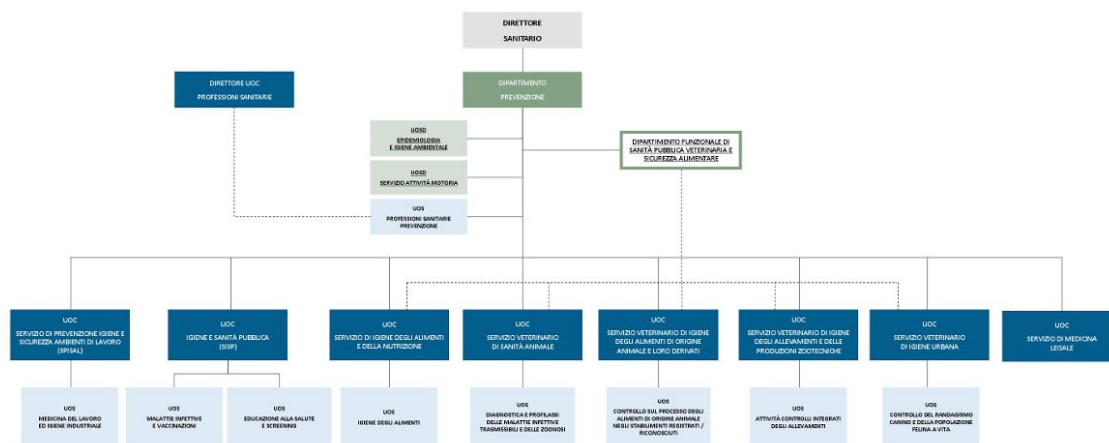 DIRETTORE
SANITARIO
DIRETTORE UOC
PROFESSIONI SANITARIE
DIPARTIMENTO
PREVENZIONE
UOSD
EPIDEMIOLOGIA
E IGIENE AMBIENTALE
DIPARTIMENTO FUNZIONALE DI
SANITÀ PUBBLICA VETERINARIA E
SICUREZZA ALIMENTARE
UOSD
SERVIZIO ATTIVITÀ MOTORIA
UOS
PROFESSIONI SANITARIE
PREVENZIONE
UOC
SERVIZIO DI PREVENZIONE IGIENE E
SICUREZZA AMBIENTI DI LAVORO
(SPISAL)
UOC
IGIENE E SANITÀ PUBBLICA
(SISP)
UOC
SERVIZIO DI IGIENE DEGLI ALIMENTI
E DELLA NUTRIZIONE
UOC
SERVIZIO VETERINARIO
DI SANITÀ ANIMALE
UOC
SERVIZIO VETERINARIO DI IGIENE
DEGLI ALIMENTI DI ORIGINE
ANIMALE E LORO DERIVATI
UOC
SERVIZIO VETERINARIO DI IGIENE
DEGLI ALLEVAMENTI E DELLE
PRODUZIONI ZOOTECNICHE
UOC
SERVIZIO VETERINARIO
DI IGIENE URBANA
UOC
SERVIZIO DI MEDICINA
LEGALE
UOS
MEDICINA DEL LAVORO
ED IGIENE INDUSTRIALE
UOS
MALATTIE INFETTIVE
E VACCINAZIONI
UOS
EDUCAZIONE ALLA SALUTE
E SCREENING
UOS
IGIENE DEGLI ALIMENTI
UOS
DIAGNOSTICA E PROFILASSI
DELLE MALATTIE INFETTIVE
TRASMISSIBILI E DELLE ZOONOSI
UOS
CONTROLLO SUL PROCESSO DEGLI
ALIMENTI DI ORIGINE ANIMALE
NEGLI STABILIMENTI REGISTRATI /
RICONOSCIUTI
UOS
ATTIVITÀ CONTROLLI INTEGRATI
DEGLI ALLEVAMENTI
UOS
CONTROLLO DEL RANDAGISMO
CANINO E DELLA POPOLAZIONE
FELINA A VITA